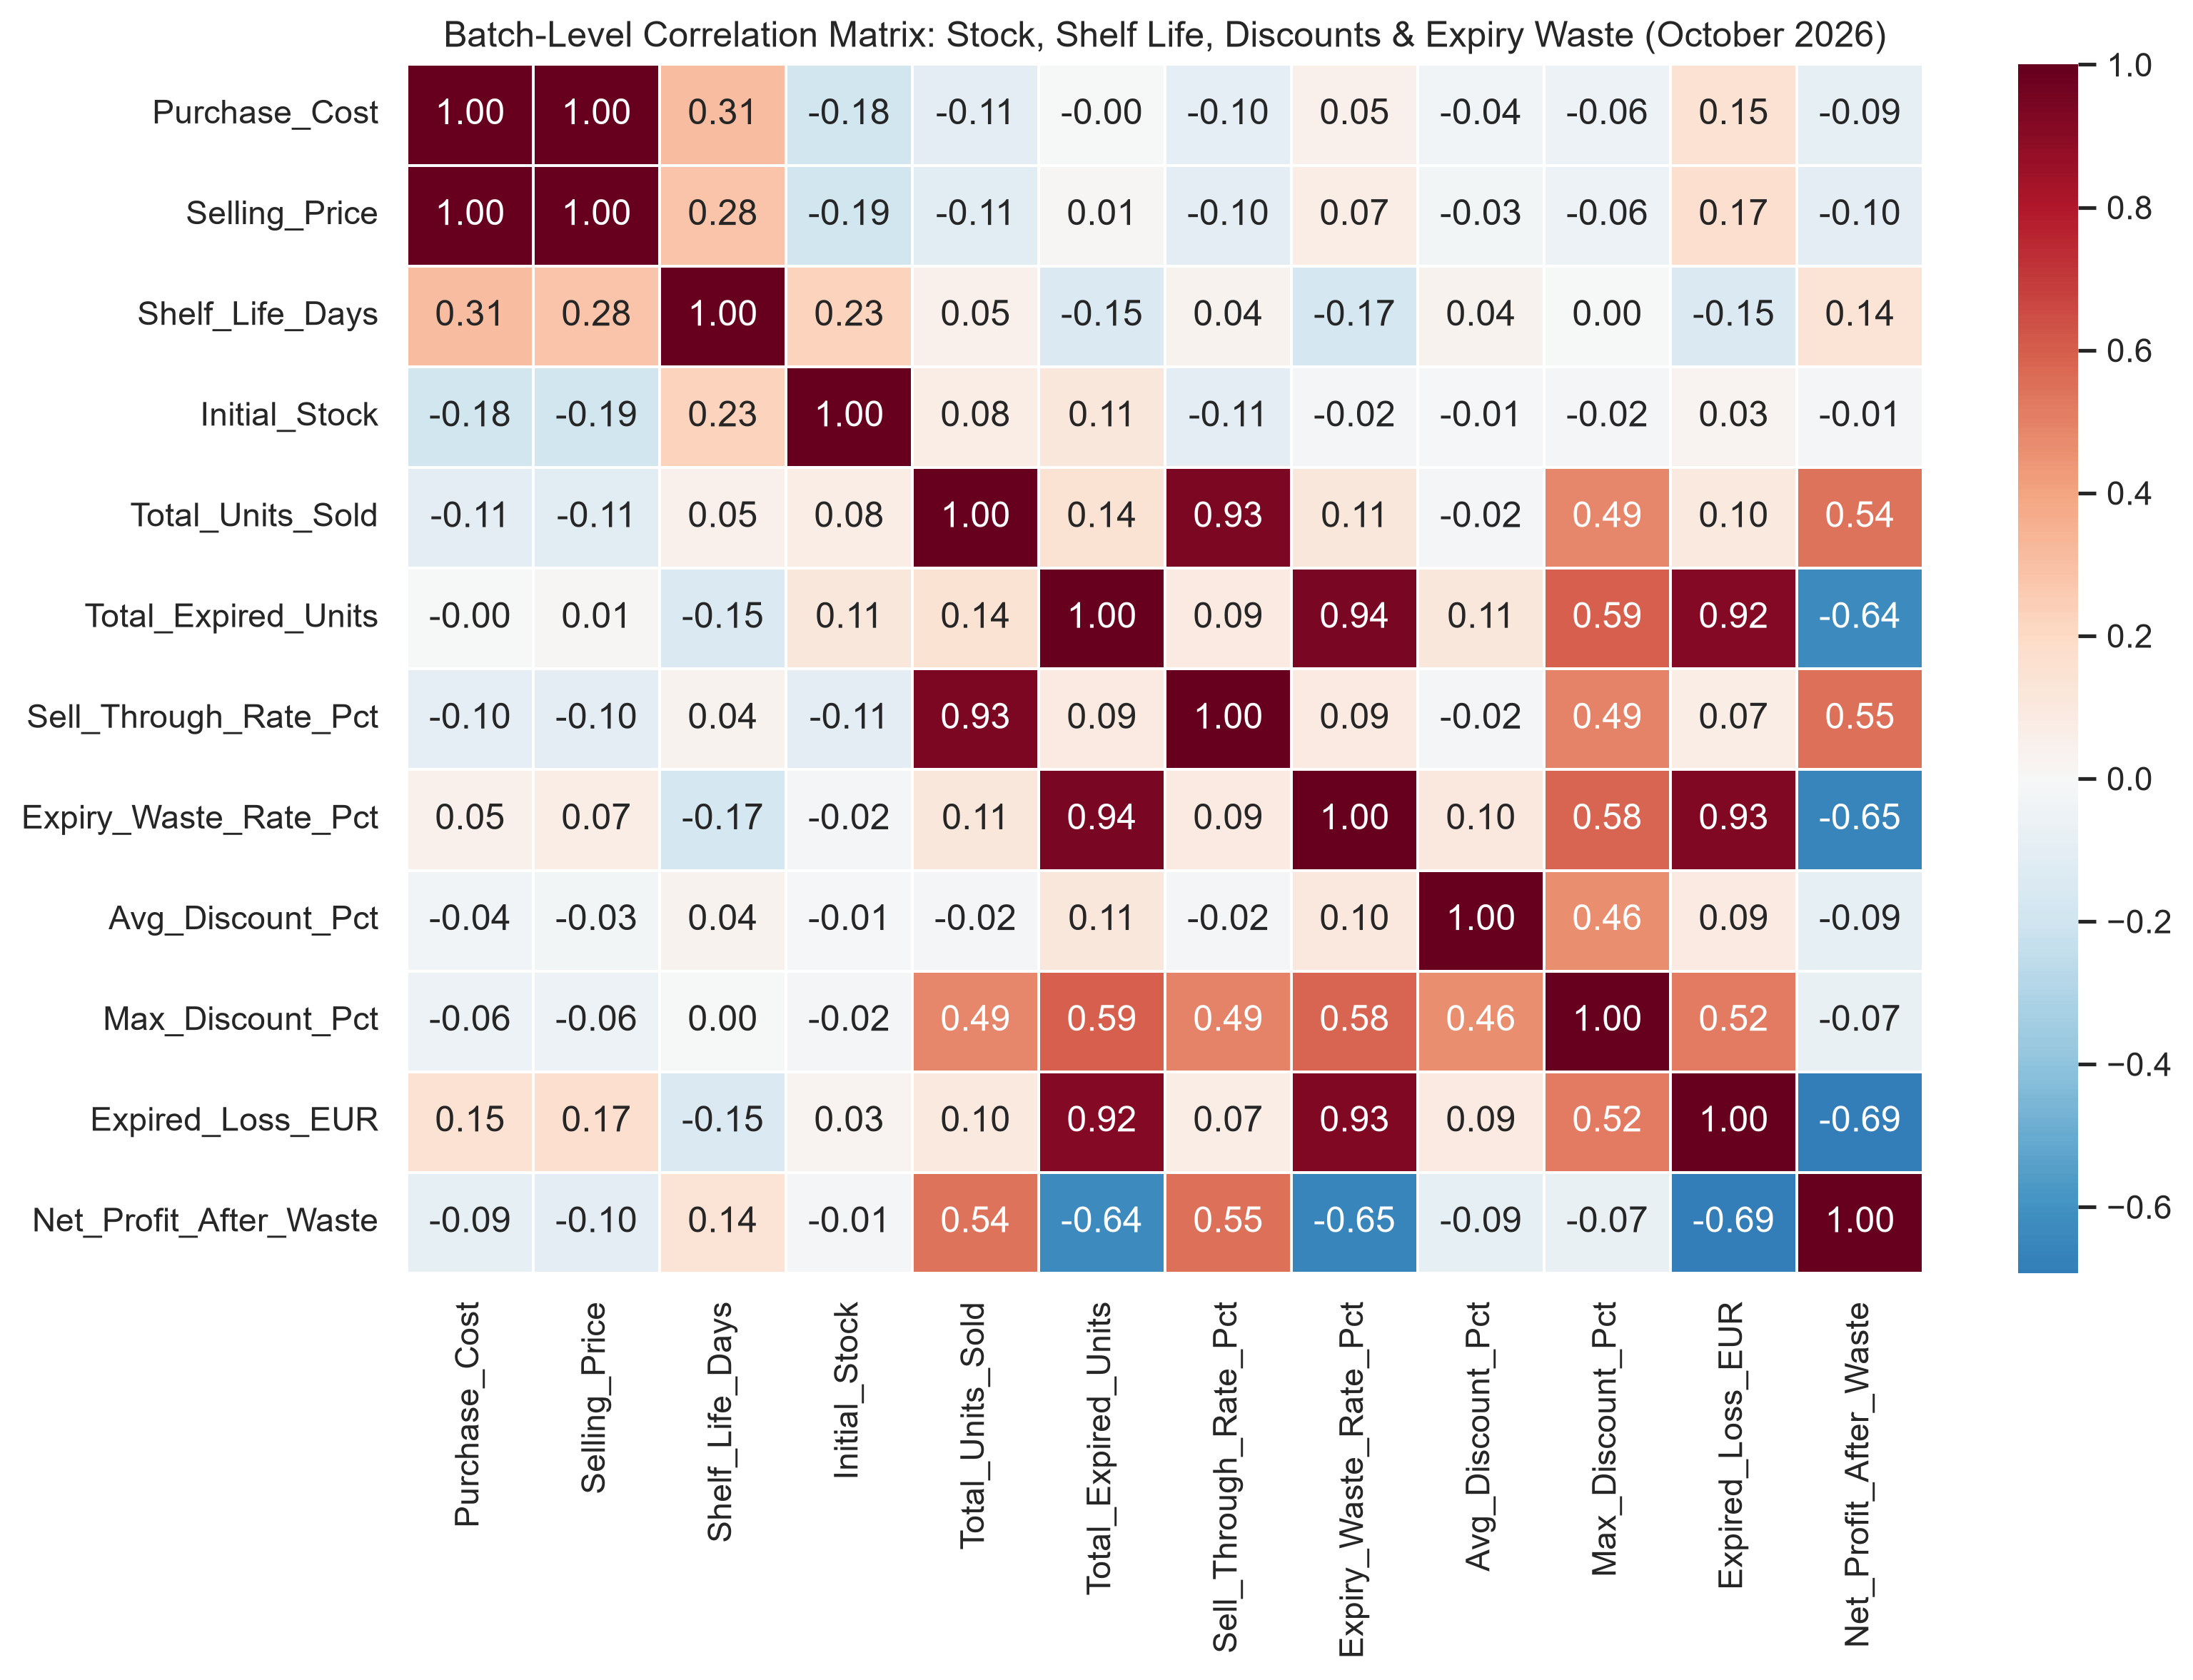 Batch-Level Correlation Matrix: Stock, Shelf Life, Discounts & Expiry Waste (October 2026)
Purchase_Cost 1.00 1.00 0.31 -0.18 -0.11 -0.00 -0.10 0.05 -0.04 -0.06 0.15 -0.09
Selling_Price 1.00 1.00 0.28 -0.19 -0.11 0.01 -0.10 0.07 -0.03 -0.06 0.17 -0.10
Shelf_Life_Days 0.31 0.28 1.00 0.23 0.05 -0.15 0.04 -0.17 0.04 0.00 -0.15 0.14
Initial_Stock -0.18 -0.19 0.23 1.00 0.08 0.11 -0.11 -0.02 -0.01 -0.02 0.03 -0.01
Total_Units_Sold -0.11 -0.11 0.05 0.08 1.00 0.14 0.93 0.11 -0.02 0.49 0.10 0.54
Total_Expired_Units -0.00 0.01 -0.15 0.11 0.14 1.00 0.09 0.94 0.11 0.59 0.92 -0.64
Sell_Through_Rate_Pct -0.10 -0.10 0.04 -0.11 0.93 0.09 1.00 0.09 -0.02 0.49 0.07 0.55
Expiry_Waste_Rate_Pct 0.05 0.07 -0.17 -0.02 0.11 0.94 0.09 1.00 0.10 0.58 0.93 -0.65
Avg_Discount_Pct -0.04 -0.03 0.04 -0.01 -0.02 0.11 -0.02 0.10 1.00 0.46 0.09 -0.09
Max_Discount_Pct -0.06 -0.06 0.00 -0.02 0.49 0.59 0.49 0.58 0.46 1.00 0.52 -0.07
Expired_Loss_EUR 0.15 0.17 -0.15 0.03 0.10 0.92 0.07 0.93 0.09 0.52 1.00 -0.69
Net_Profit_After_Waste -0.09 -0.10 0.14 -0.01 0.54 -0.64 0.55 -0.65 -0.09 -0.07 -0.69 1.00
Purchase_Cost
Selling_Price
Shelf_Life_Days
Initial_Stock
Total_Units_Sold
Total_Expired_Units
Sell_Through_Rate_Pct
Expiry_Waste_Rate_Pct
Avg_Discount_Pct
Max_Discount_Pct
Expired_Loss_EUR
Net_Profit_After_Waste
1.0
0.8
0.6
0.4
0.2
0.0
−0.2
−0.4
−0.6